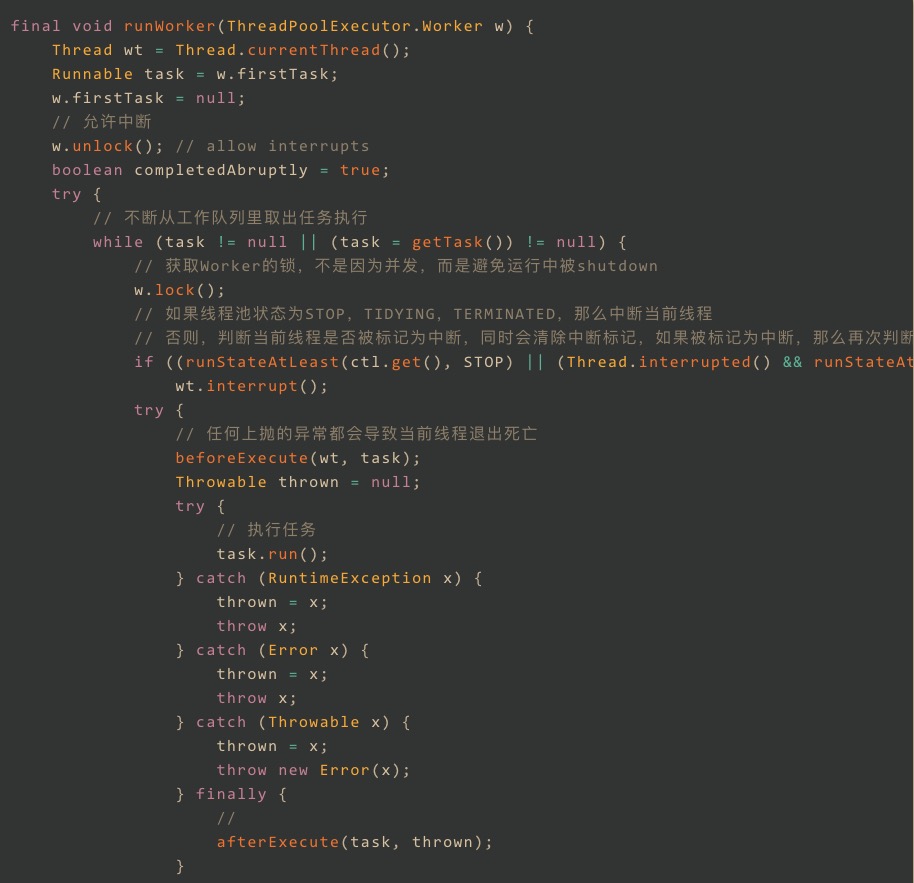 final void runWorker(ThreadPoolExecutor.Worker w) {
    Thread wt = Thread.currentThread();
    Runnable task = w.firstTask;
    w.firstTask = null;
    // 允许中断
    w.unlock(); // allow interrupts
    boolean completedAbruptly = true;
    try {
        // 不断从工作队列里取出任务执行
        while (task != null || (task = getTask()) != null) {
            // 获取Worker的锁，不是因为并发，而是避免运行中被shutdown
            w.lock();
            // 如果线程池状态为STOP，TIDYING，TERMINATED，那么中断当前线程
            // 否则，判断当前线程是否被标记为中断，同时会清除中断标记，如果被标记为中断，那么再次判断
            if ((runStateAtLeast(ctl.get(), STOP) || (Thread.interrupted() && runStateAt
                wt.interrupt();
            try {
                // 任何上抛的异常都会导致当前线程退出死亡
                beforeExecute(wt, task);
                Throwable thrown = null;
                try {
                    // 执行任务
                    task.run();
                } catch (RuntimeException x) {
                    thrown = x;
                    throw x;
                } catch (Error x) {
                    thrown = x;
                    throw x;
                } catch (Throwable x) {
                    thrown = x;
                    throw new Error(x);
                } finally {
                    //
                    afterExecute(task, thrown);
                }